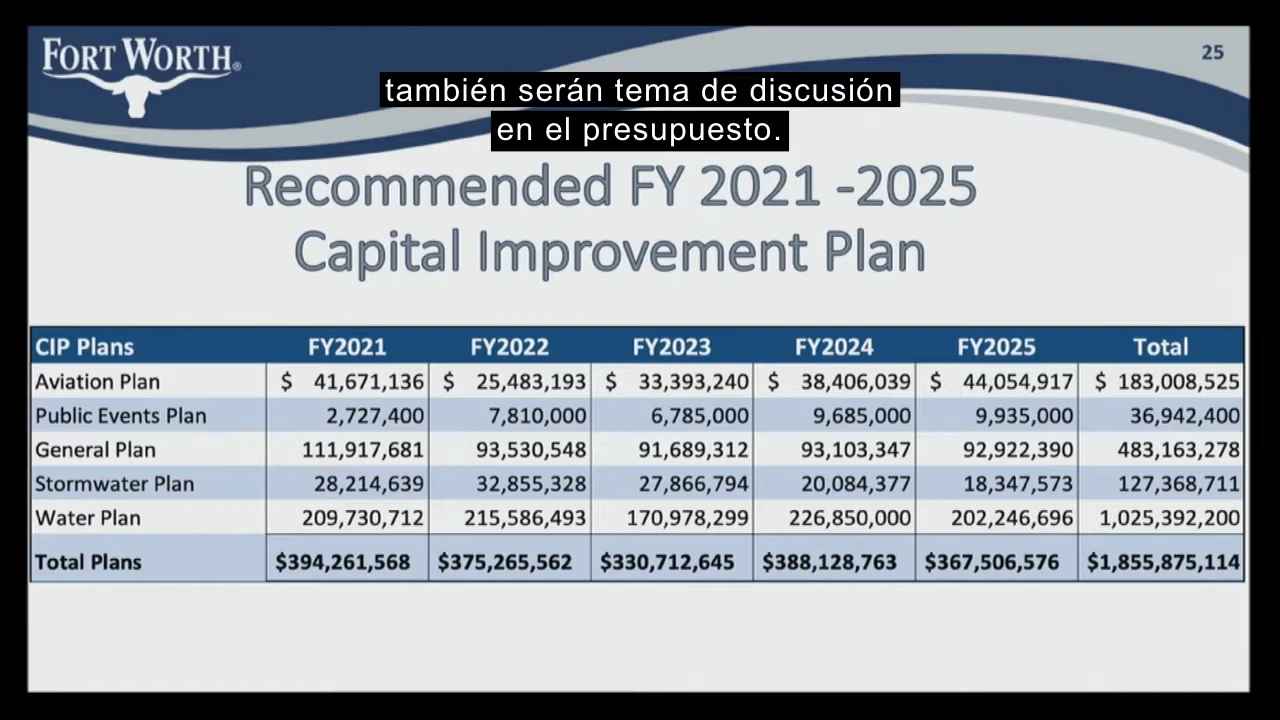 FORT WORTH®
25
también serán tema de discusión
en el presupuesto.
Recommended FY 2021 -2025
Capital Improvement Plan
CIP Plans FY2021 FY2022 FY2023 FY2024 FY2025 Total
Aviation Plan $ 41,671,136 $ 25,483,193 $ 33,393,240 $ 38,406,039 $ 44,054,917 $ 183,008,525
Public Events Plan 2,727,400 7,810,000 6,785,000 9,685,000 9,935,000 36,942,400
General Plan 111,917,681 93,530,548 91,689,312 93,103,347 92,922,390 483,163,278
Stormwater Plan 28,214,639 32,855,328 27,866,794 20,084,377 18,347,573 127,368,711
Water Plan 209,730,712 215,586,493 170,978,299 226,850,000 202,246,696 1,025,392,200
Total Plans $394,261,568 $375,265,562 $330,712,645 $388,128,763 $367,506,576 $1,855,875,114